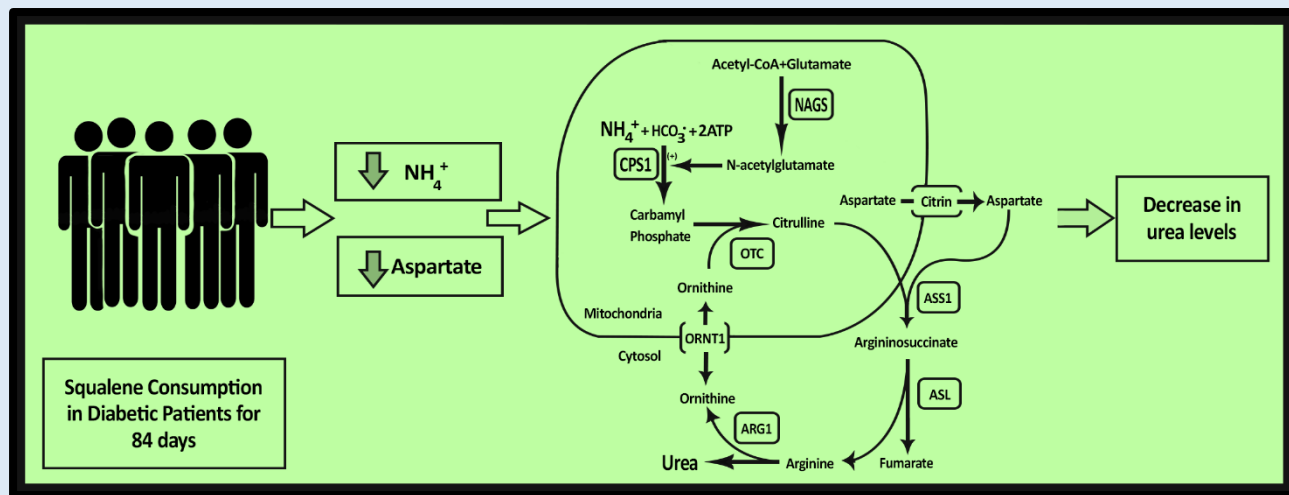 Squalene Consumption
in Diabetic Patients for
84 days
NH₄⁺
Aspartate
Acetyl-CoA+Glutamate
NAGS
NH₄⁺ + HCO₃⁻ +2ATP
(+)
CPS1
N-acetylglutamate
Carbamyl
Phosphate
Citrulline
OTC
Ornithine
Mitochondria
ORNT1
Cytosol
Ornithine
ARG1
Urea
Arginine
Aspartate
Citrin
Aspartate
ASS1
Argininosuccinate
ASL
Fumarate
Decrease in
urea levels